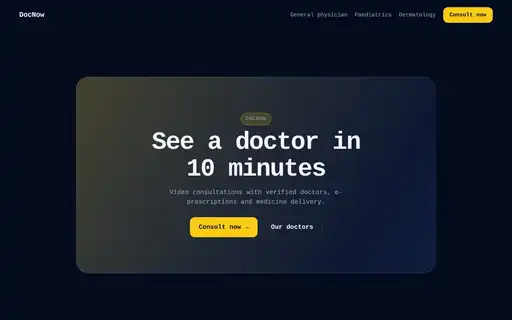 DocNow
General physician Paediatrics Dermatology Consult now
DOCNOW
See a doctor in
10 minutes
Video consultations with verified doctors, e-
prescriptions and medicine delivery.
Consult now → Our doctors